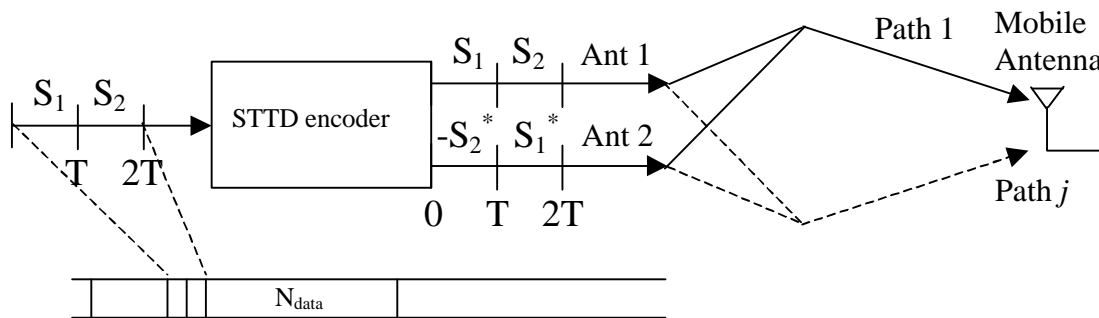 S₁ S₂
T 2T
STTD encoder
S₁ S₂ Ant 1
-S₂* S₁* Ant 2
0 T 2T
Path 1
Mobile
Antenna
Path j
N_data